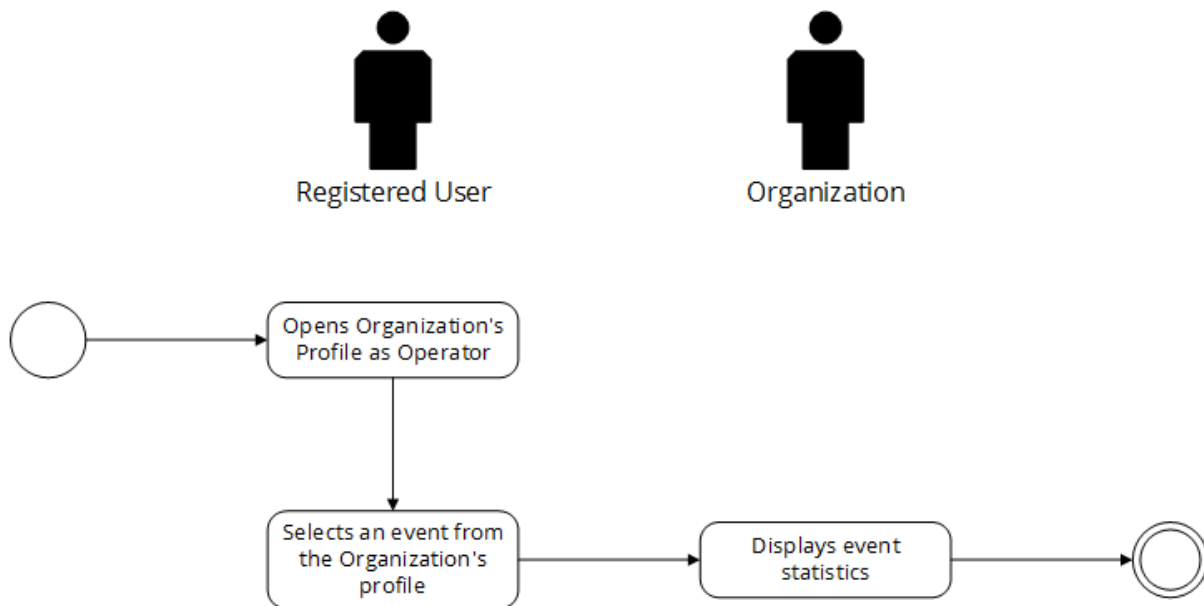 Registered User
Organization
Opens Organization's
Profile as Operator
Selects an event from
the Organization's
profile
Displays event
statistics